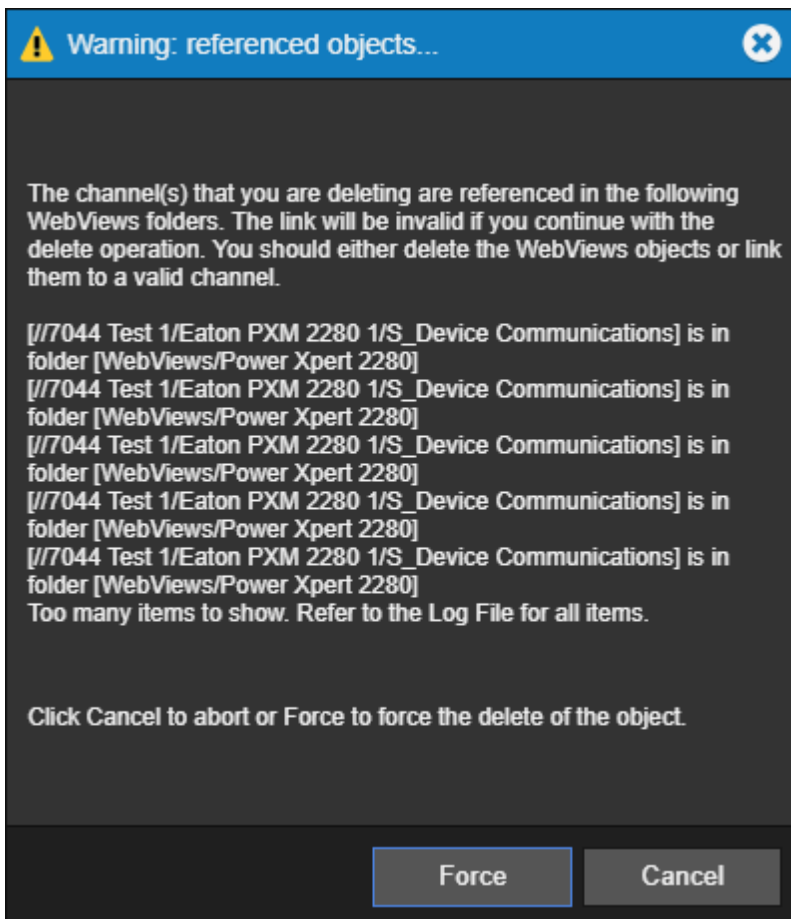 Warning: referenced objects...
The channel(s) that you are deleting are referenced in the following
WebViews folders. The link will be invalid if you continue with the
delete operation. You should either delete the WebViews objects or link
them to a valid channel.
[//7044 Test 1/Eaton PXM 2280 1/S_Device Communications] is in
folder [WebViews/Power Xpert 2280]
[//7044 Test 1/Eaton PXM 2280 1/S_Device Communications] is in
folder [WebViews/Power Xpert 2280]
[//7044 Test 1/Eaton PXM 2280 1/S_Device Communications] is in
folder [WebViews/Power Xpert 2280]
[//7044 Test 1/Eaton PXM 2280 1/S_Device Communications] is in
folder [WebViews/Power Xpert 2280]
[//7044 Test 1/Eaton PXM 2280 1/S_Device Communications] is in
folder [WebViews/Power Xpert 2280]
Too many items to show. Refer to the Log File for all items.
Click Cancel to abort or Force to force the delete of the object.
Force Cancel